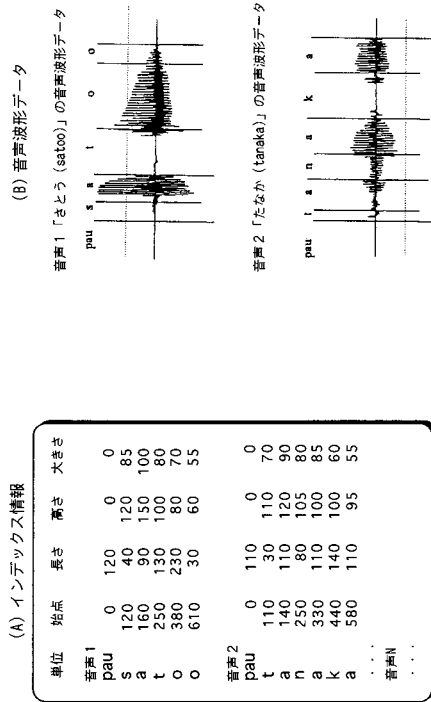 (A) インデックス情報
単位 始点 長さ 高さ 大きさ
音声1
pau 0 120 0 0
s 120 40 120 85
a 160 90 150 100
t 250 130 100 80
o 380 230 80 70
o 610 30 60 55
音声2
pau 0 110 0 0
t 110 30 110 70
a 140 110 120 90
n 250 80 105 80
a 330 110 100 85
k 440 140 100 60
a 580 110 95 55
・・・
音声N
・・・
(B) 音声波形データ
音声1「さとう (satoo)」の音声波形データ
pau s a t o o
音声2「たなか (tanaka)」の音声波形データ
pau t a n a k a